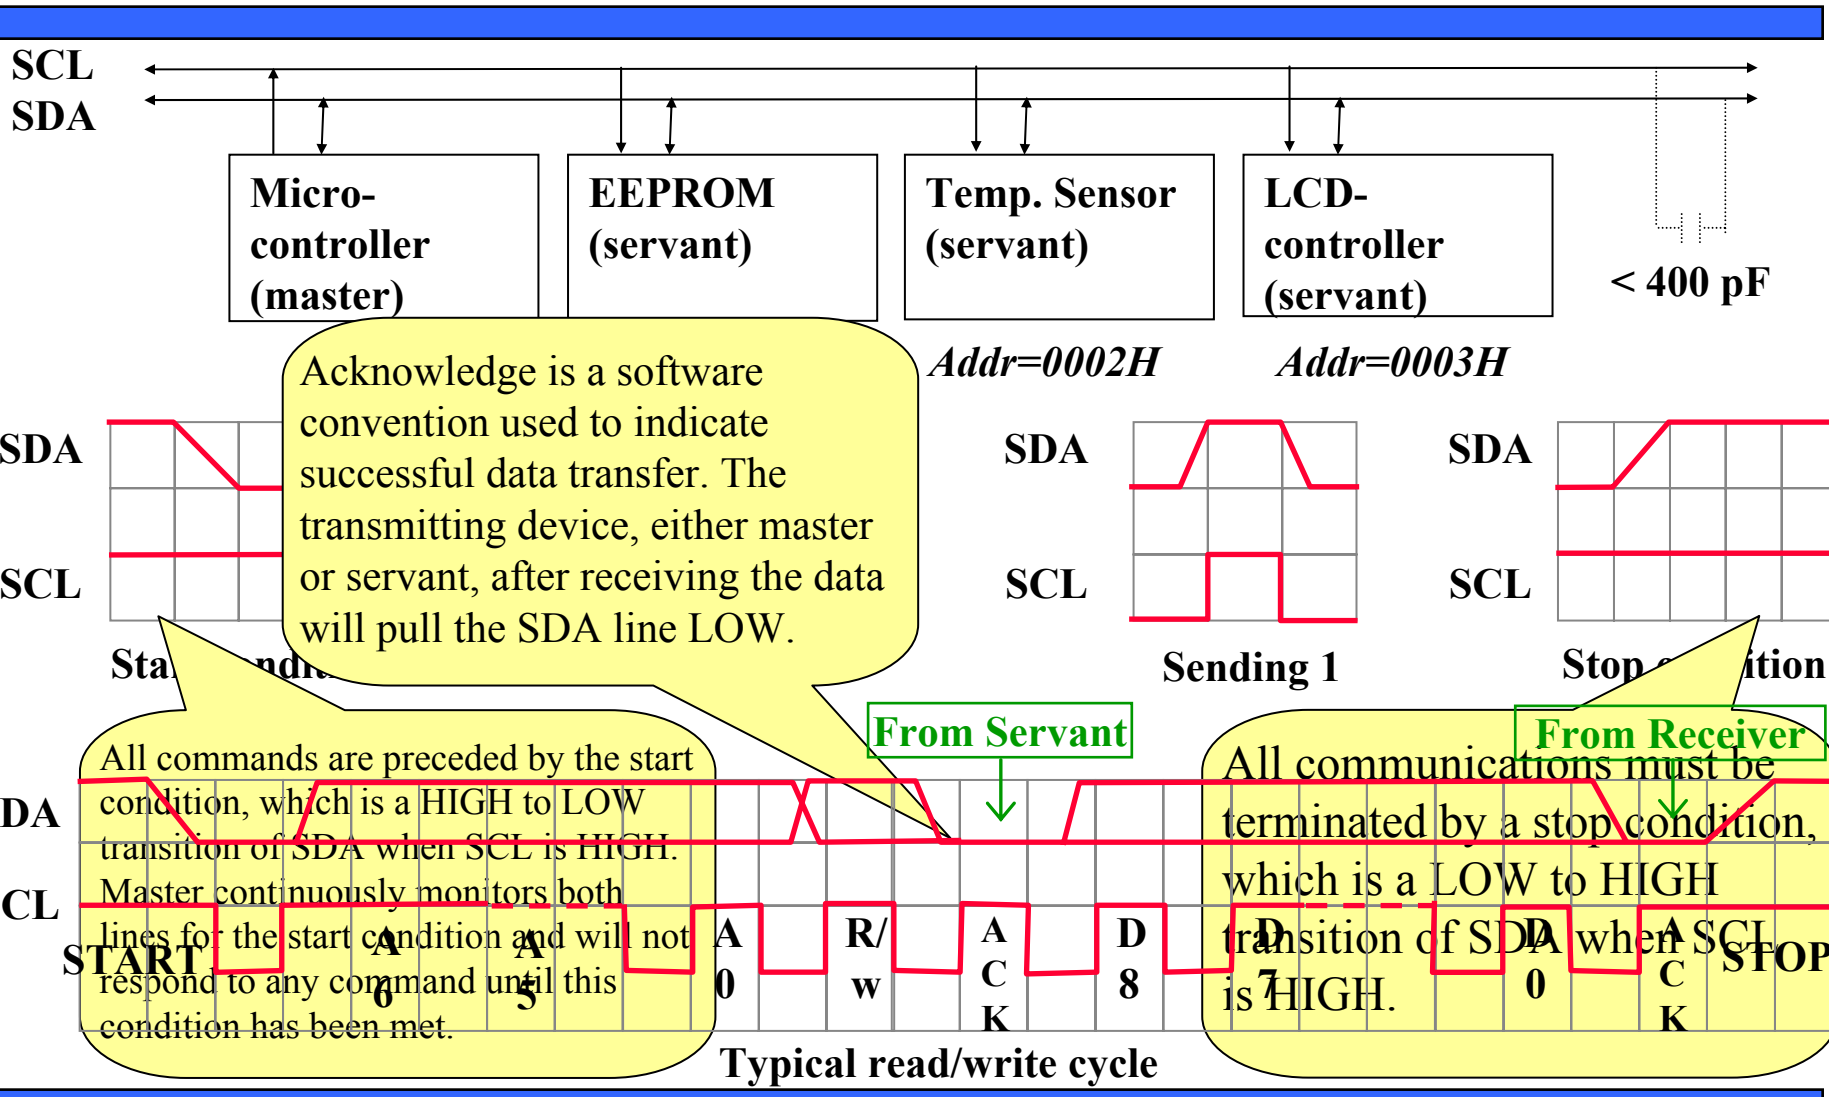 SCL
SDA
Micro-
controller
(master)
EEPROM
(servant)
Temp. Sensor
(servant)
LCD-
controller
(servant)
< 400 pF
Addr=0002H
Addr=0003H
Acknowledge is a software
convention used to indicate
successful data transfer. The
transmitting device, either master
or servant, after receiving the data
will pull the SDA line LOW.
SDA
SCL
SDA
SCL
Sending 1
SDA
SCL
Stop
From Servant
From Receiver
All commands are preceded by the start
condition, which is a HIGH to LOW
transition of SDA when SCL is HIGH.
Master continuously monitors both
lines for the start condition and will not
respond to any command until this
condition has been met.
All communications must be
terminated by a stop condition,
which is a LOW to HIGH
transition of SDA when SCL
is HIGH.
DA
CL
START
A
6
A
5
A
0
R/
w
A
C
K
D
8
D
7
D
0
A
C
K
STOP
Typical read/write cycle